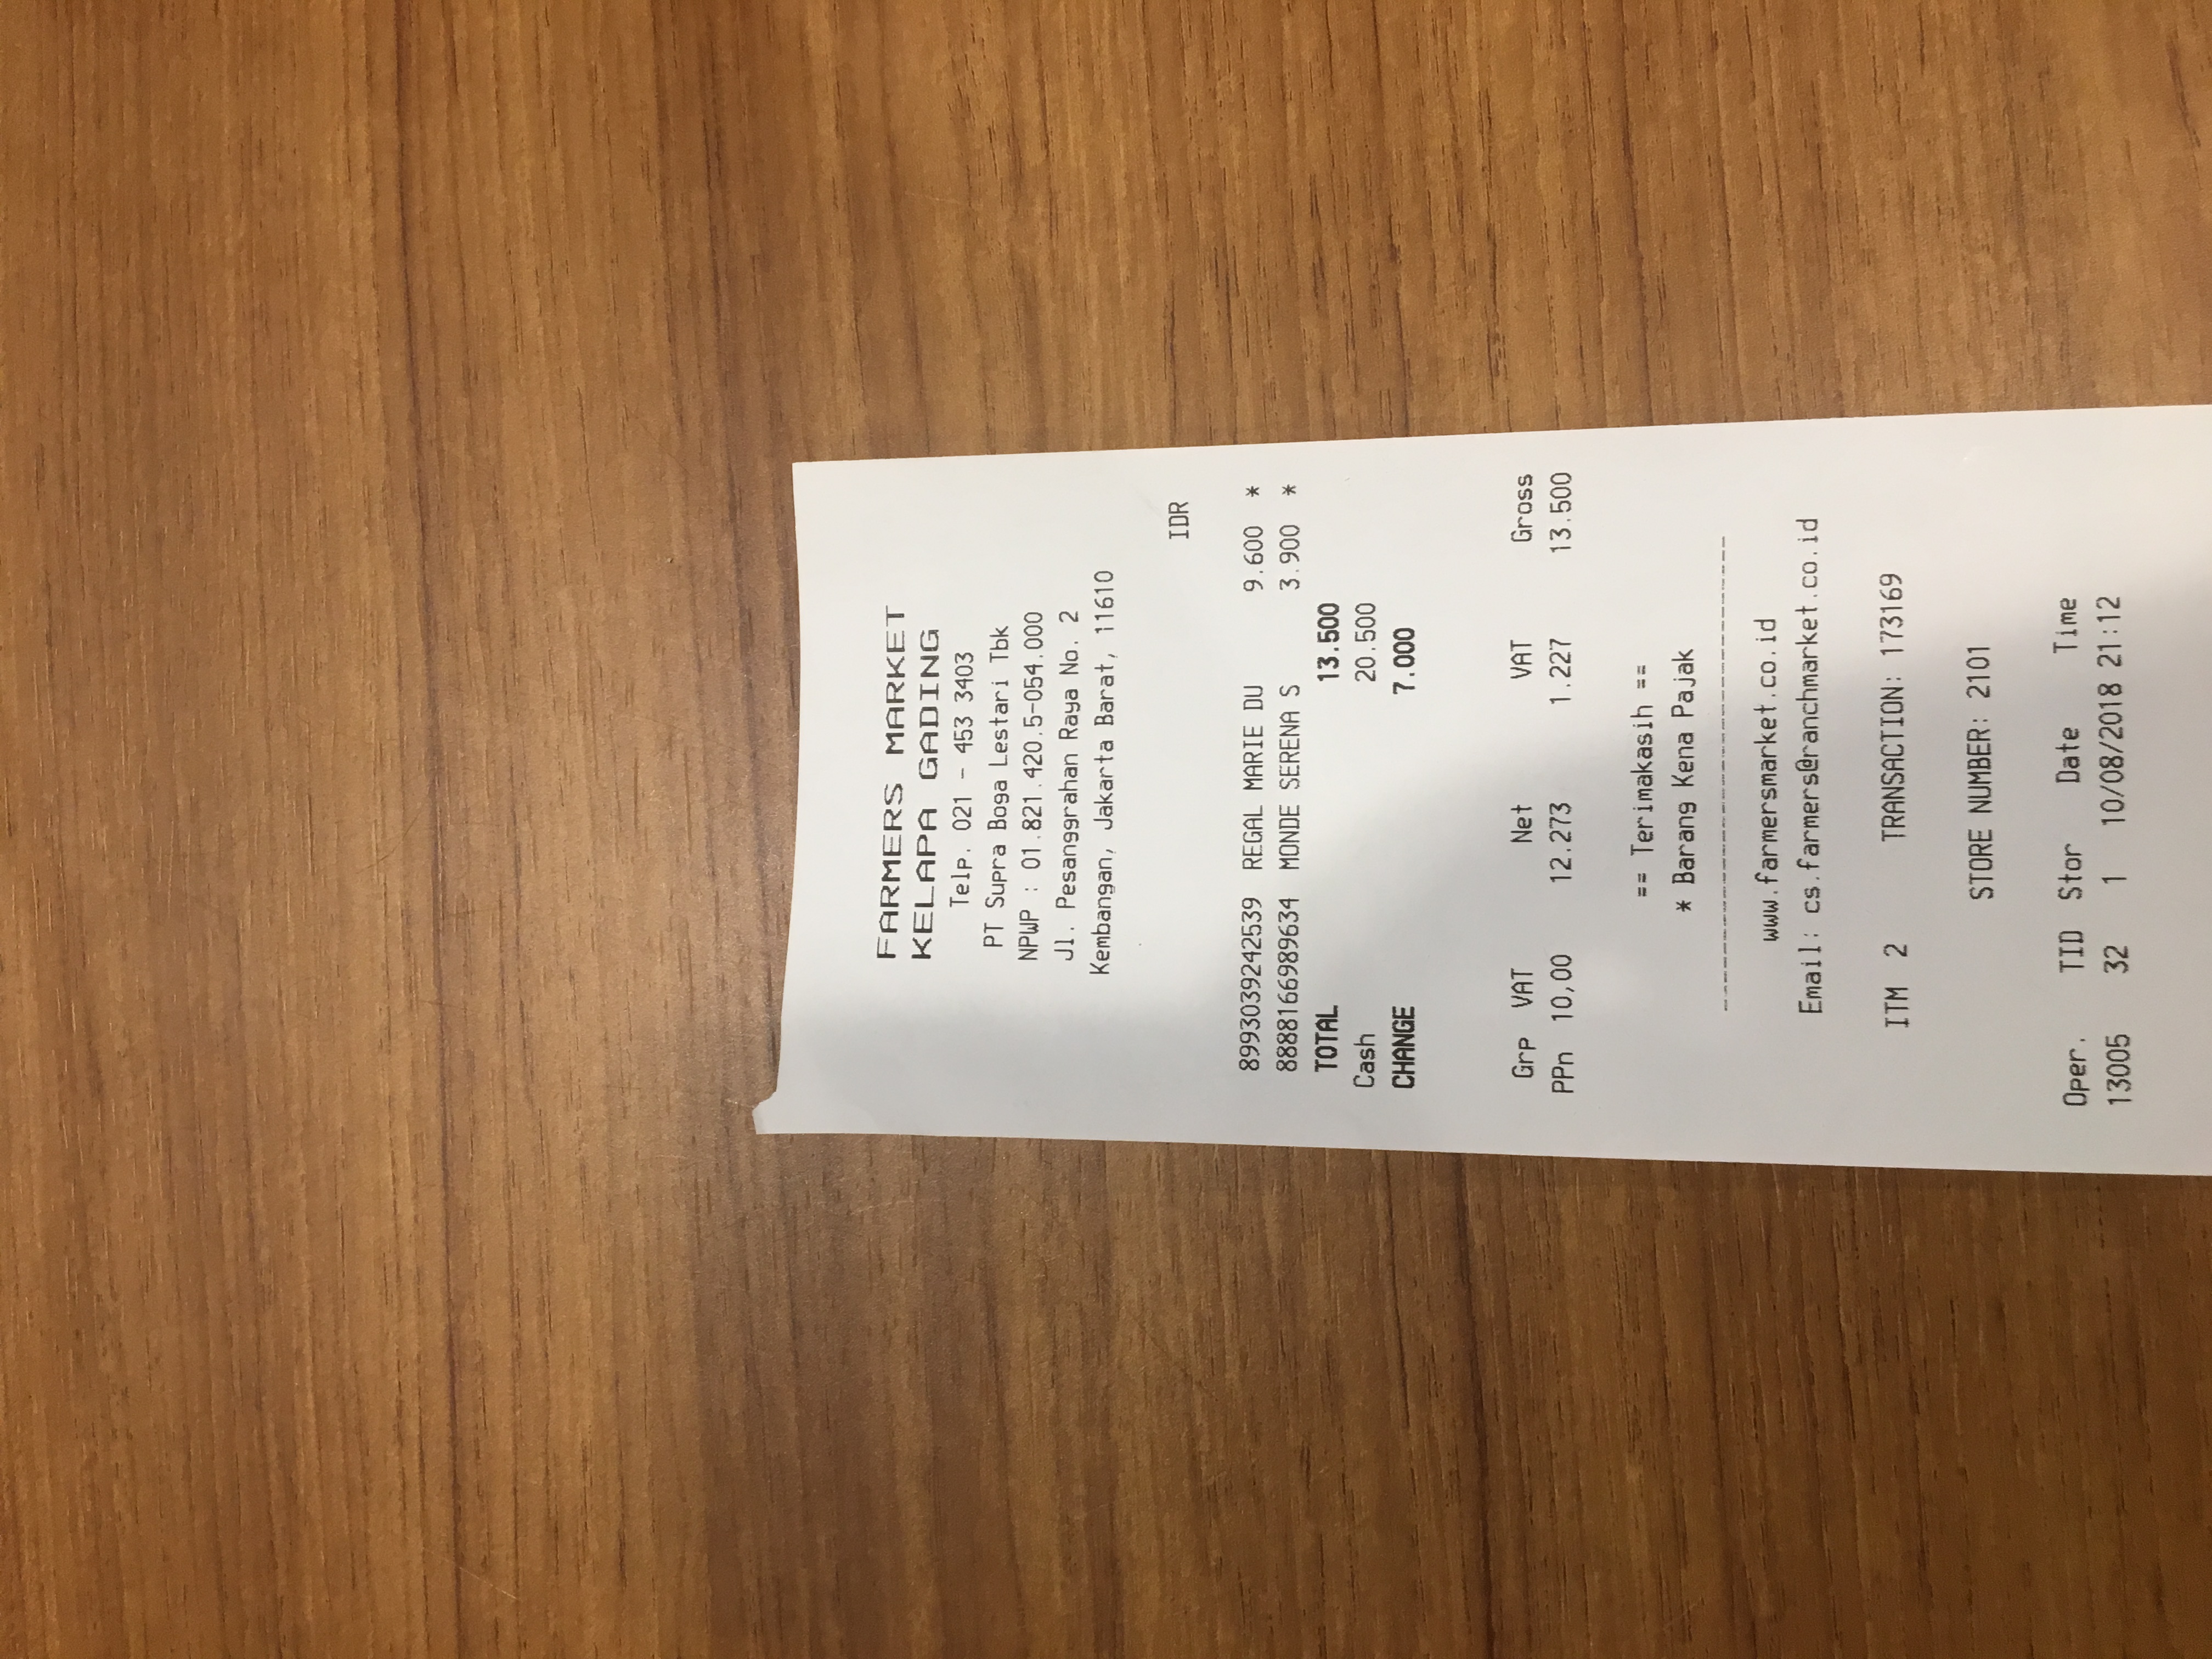 FARMERS MARKET
KELAPA GADING
Telp. 021 - 453 3403
PT Supra Boga Lestari Tbk
NPWP : 01.821.420.5-054.000
Jl. Pesanggrahan Raya No. 2
Kembangan, Jakarta Barat, 11610
IDR
8993039242539 REGAL MARIE DU 9.600 *
8888166989634 MONDE SERENA S 3.900 *
TOTAL 13.500
Cash 20.500
CHANGE 7.000
Grp VAT Net VAT Gross
PPn 10,00 12.273 1.227 13.500
== Terimakasih ==
* Barang Kena Pajak
------------------------------------
www.farmersmarket.co.id
Email: cs.farmers@ranchmarket.co.id
ITM 2 TRANSACTION: 173169
STORE NUMBER: 2101
Oper. TID Stor Date Time
13005 32 1 10/08/2018 21:12